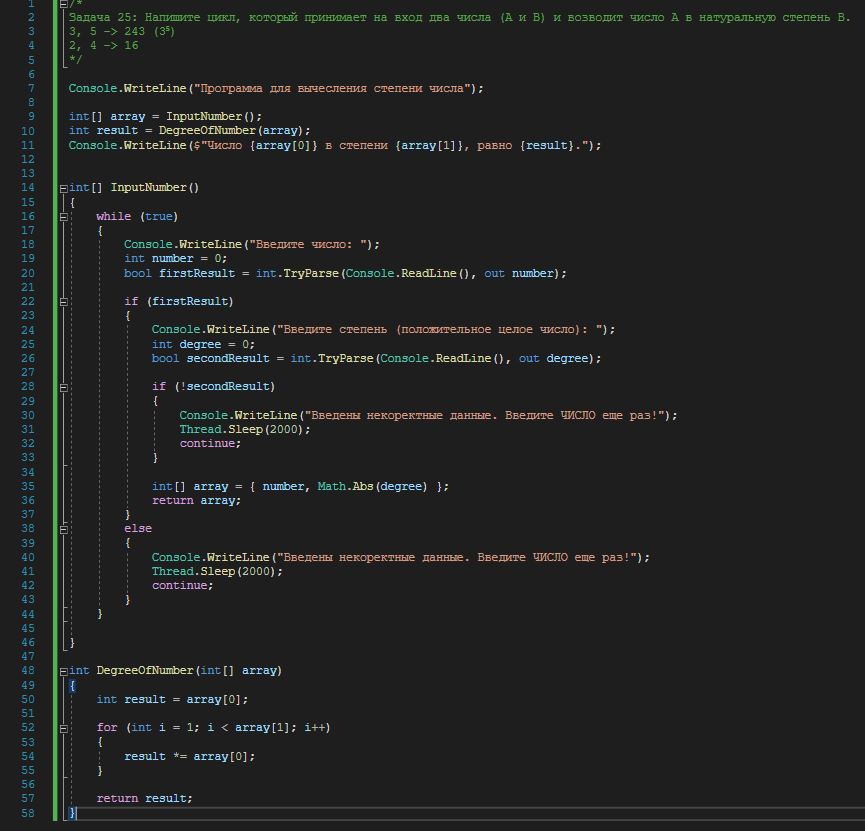 1 /*
2 Задача 25: Напишите цикл, который принимает на вход два числа (A и B) и возводит число A в натуральную степень B.
3 3, 5 -> 243 (3⁵)
4 2, 4 -> 16
5 */
6
7 Console.WriteLine("Программа для вычесления степени числа");
8
9 int[] array = InputNumber();
10 int result = DegreeOfNumber(array);
11 Console.WriteLine($"Число {array[0]} в степени {array[1]}, равно {result}.");
12
13
14 int[] InputNumber()
15 {
16 while (true)
17 {
18 Console.WriteLine("Введите число: ");
19 int number = 0;
20 bool firstResult = int.TryParse(Console.ReadLine(), out number);
21
22 if (firstResult)
23 {
24 Console.WriteLine("Введите степень (положительное целое число): ");
25 int degree = 0;
26 bool secondResult = int.TryParse(Console.ReadLine(), out degree);
27
28 if (!secondResult)
29 {
30 Console.WriteLine("Введены некоректные данные. Введите ЧИСЛО еще раз!");
31 Thread.Sleep(2000);
32 continue;
33 }
34
35 int[] array = { number, Math.Abs(degree) };
36 return array;
37 }
38 else
39 {
40 Console.WriteLine("Введены некоректные данные. Введите ЧИСЛО еще раз!");
41 Thread.Sleep(2000);
42 continue;
43 }
44 }
45
46 }
47
48 int DegreeOfNumber(int[] array)
49 {
50 int result = array[0];
51
52 for (int i = 1; i < array[1]; i++)
53 {
54 result *= array[0];
55 }
56
57 return result;
58 }